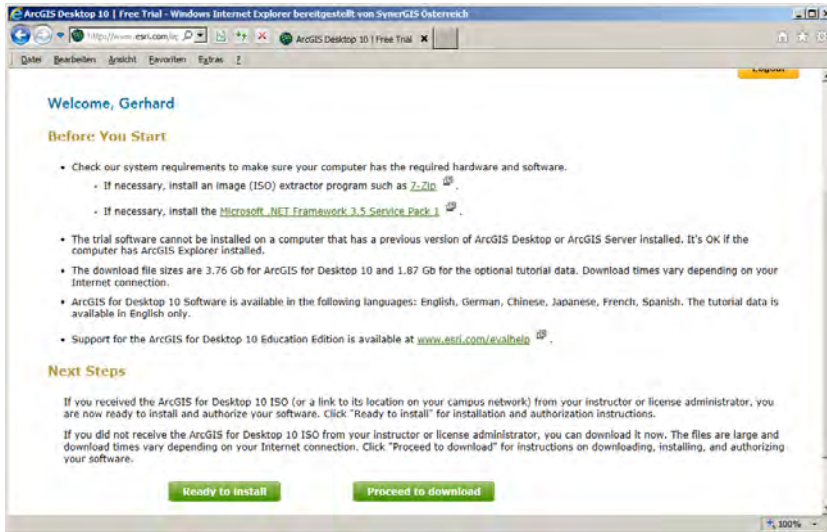 ArcGIS Desktop 10 | Free Trial - Windows Internet Explorer bereitgestellt von SynerGIS Österreich
http://www.esri.com/
ArcGIS Desktop 10 | Free Trial
Datei Bearbeiten Ansicht Favoriten Extras ?
Logout
Welcome, Gerhard
Before You Start
• Check our system requirements to make sure your computer has the required hardware and software.
◦ If necessary, install an image (ISO) extractor program such as 7-Zip .
◦ If necessary, install the Microsoft .NET Framework 3.5 Service Pack 1 .
• The trial software cannot be installed on a computer that has a previous version of ArcGIS Desktop or ArcGIS Server installed. It's OK if the
computer has ArcGIS Explorer installed.
• The download file sizes are 3.76 Gb for ArcGIS for Desktop 10 and 1.87 Gb for the optional tutorial data. Download times vary depending on your
Internet connection.
• ArcGIS for Desktop 10 Software is available in the following languages: English, German, Chinese, Japanese, French, Spanish. The tutorial data is
available in English only.
• Support for the ArcGIS for Desktop 10 Education Edition is available at www.esri.com/evalhelp .
Next Steps
If you received the ArcGIS for Desktop 10 ISO (or a link to its location on your campus network) from your instructor or license administrator, you
are now ready to install and authorize your software. Click "Ready to install" for installation and authorization instructions.
If you did not receive the ArcGIS for Desktop 10 ISO from your instructor or license administrator, you can download it now. The files are large and
download times vary depending on your Internet connection. Click "Proceed to download" for instructions on downloading, installing, and authorizing
your software.
Ready to install
Proceed to download
100%